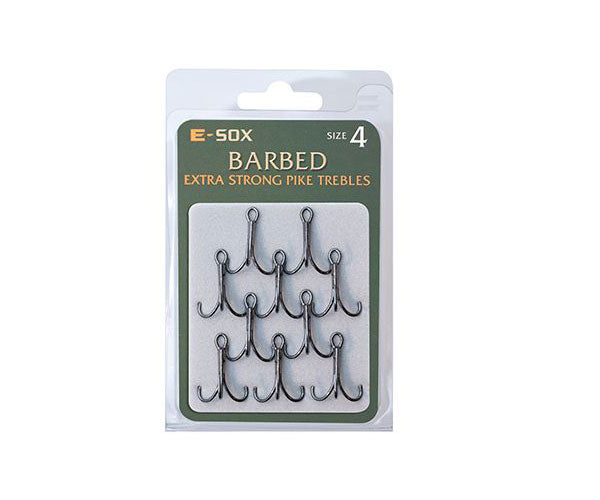 E-SOX SIZE 4
BARBED
EXTRA STRONG PIKE TREBLES